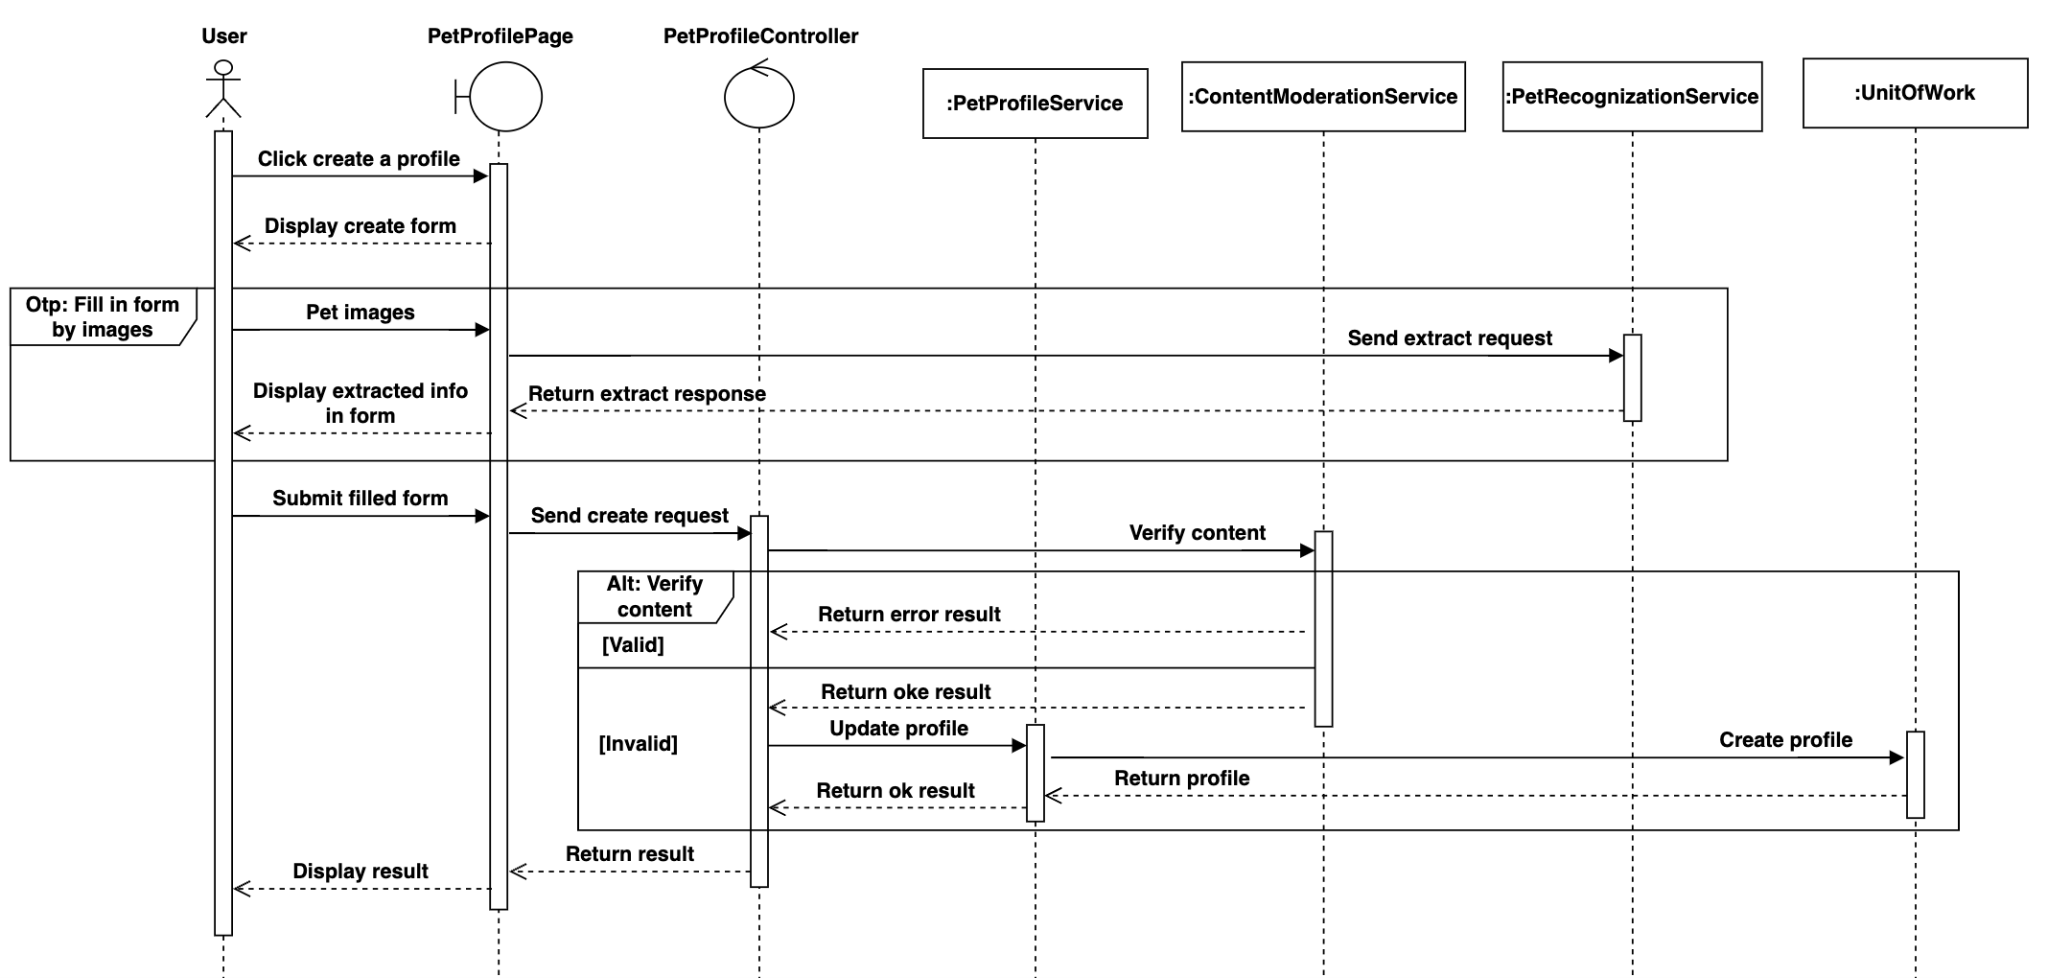 User
PetProfilePage
PetProfileController
:PetProfileService
:ContentModerationService
:PetRecognizationService
:UnitOfWork
Click create a profile
Display create form
Otp: Fill in form
by images
Pet images
Send extract request
Return extract response
Display extracted info
in form
Submit filled form
Send create request
Verify content
Alt: Verify
content
Return error result
[Valid]
Return oke result
Update profile
[Invalid]
Create profile
Return profile
Return ok result
Return result
Display result